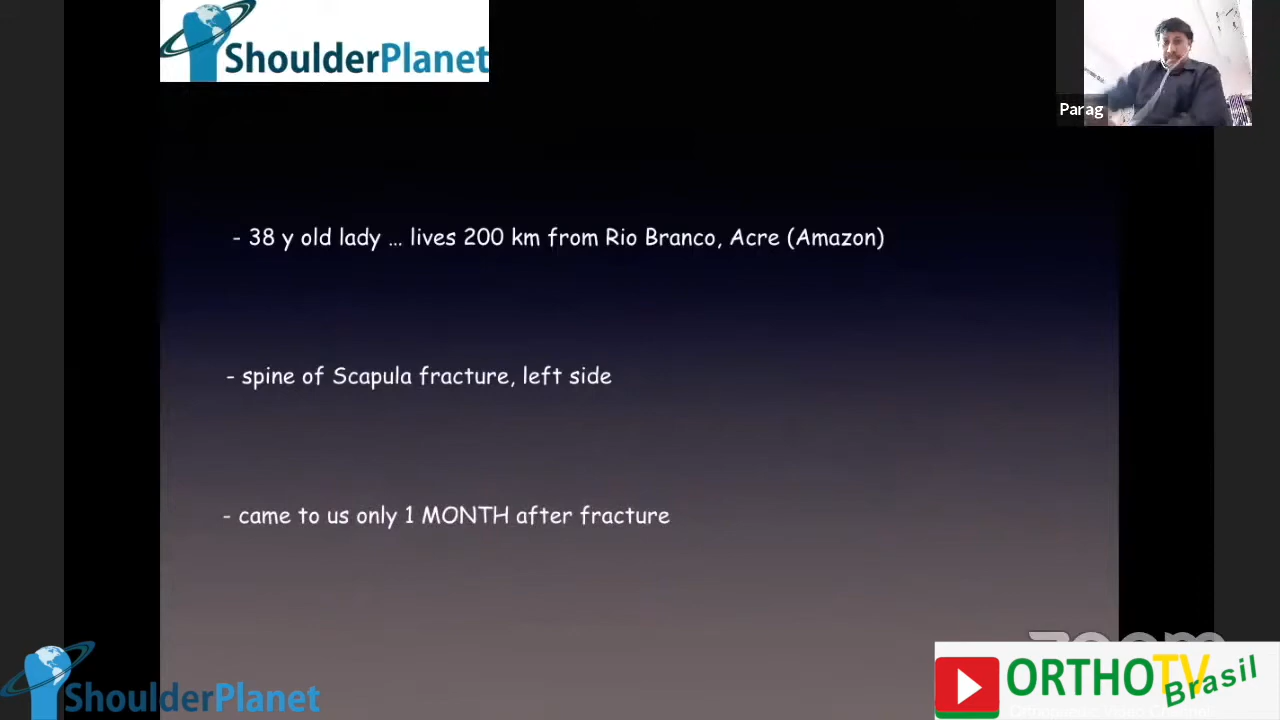 ShoulderPlanet
Parag
- 38 y old lady ... lives 200 km from Rio Branco, Acre (Amazon)
- spine of Scapula fracture, left side
- came to us only 1 MONTH after fracture
zoom
ShoulderPlanet
ORTHOTV
Brasil